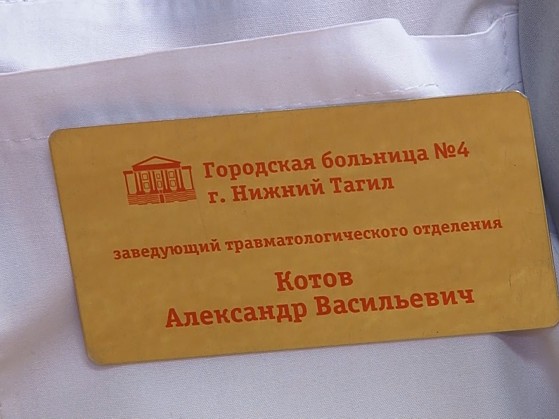 Городская больница №4
г. Нижний Тагил
заведующий травматологического отделения
Котов
Александр Васильевич